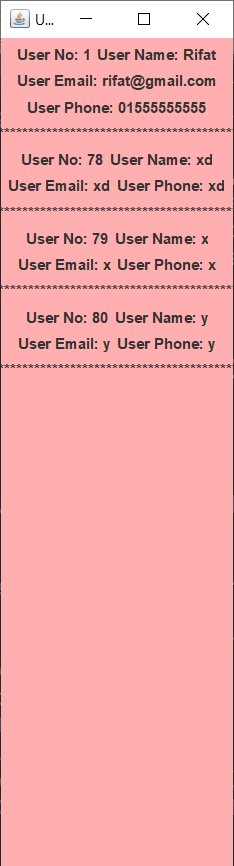 U...
User No: 1 User Name: Rifat
User Email: rifat@gmail.com
User Phone: 01555555555
******************************************
User No: 78 User Name: xd
User Email: xd User Phone: xd
******************************************
User No: 79 User Name: x
User Email: x User Phone: x
******************************************
User No: 80 User Name: y
User Email: y User Phone: y
******************************************